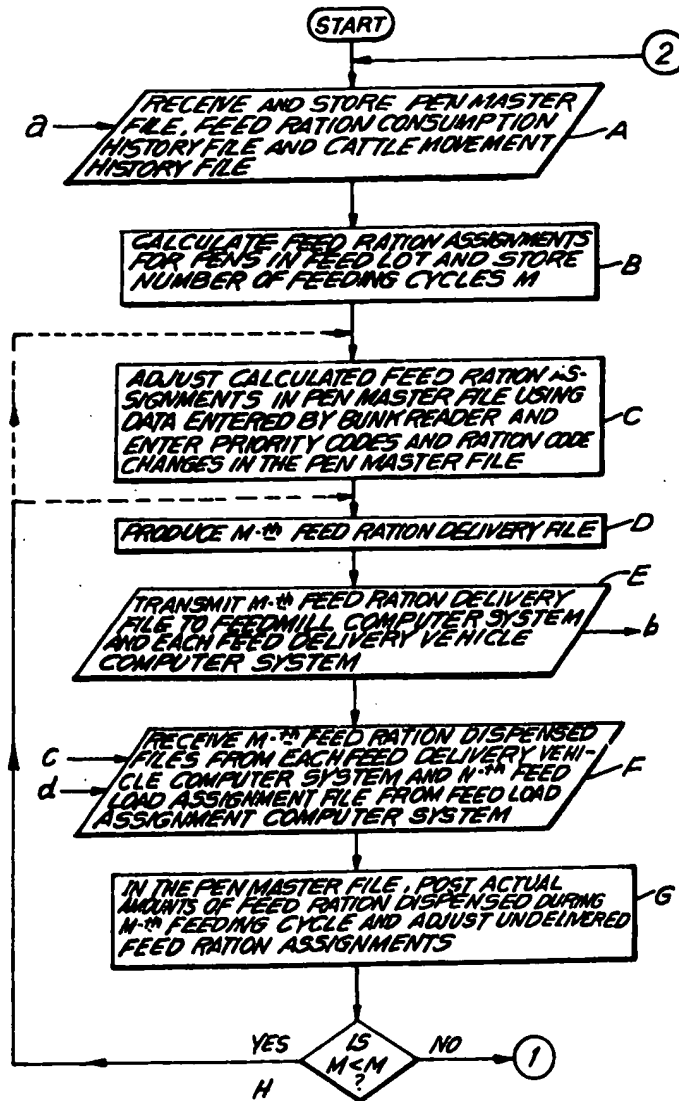 START
2
a
RECEIVE AND STORE PEN MASTER
FILE, FEED RATION CONSUMPTION
HISTORY FILE AND CATTLE MOVEMENT
HISTORY FILE
A
CALCULATE FEED RATION ASSIGNMENTS
FOR PENS IN FEED LOT AND STORE
NUMBER OF FEEDING CYCLES M
B
ADJUST CALCULATED FEED RATION AS-
SIGNMENTS IN PEN MASTER FILE USING
DATA ENTERED BY BUNK READER AND
ENTER PRIORITY CODES AND RATION CODE
CHANGES IN THE PEN MASTER FILE
C
PRODUCE M-th FEED RATION DELIVERY FILE
D
TRANSMIT M-th FEED RATION DELIVERY
FILE TO FEEDMILL COMPUTER SYSTEM
AND EACH FEED DELIVERY VEHICLE
COMPUTER SYSTEM
E
b
c
d
RECEIVE M-th FEED RATION DISPENSED
FILES FROM EACH FEED DELIVERY VEHI-
CLE COMPUTER SYSTEM AND N-th FEED
LOAD ASSIGNMENT FILE FROM FEED LOAD
ASSIGNMENT COMPUTER SYSTEM
F
IN THE PEN MASTER FILE, POST ACTUAL
AMOUNTS OF FEED RATION DISPENSED DURING
M-th FEEDING CYCLE AND ADJUST UNDELIVERED
FEED RATION ASSIGNMENTS
G
YES
IS
M<M
?
NO
1
H